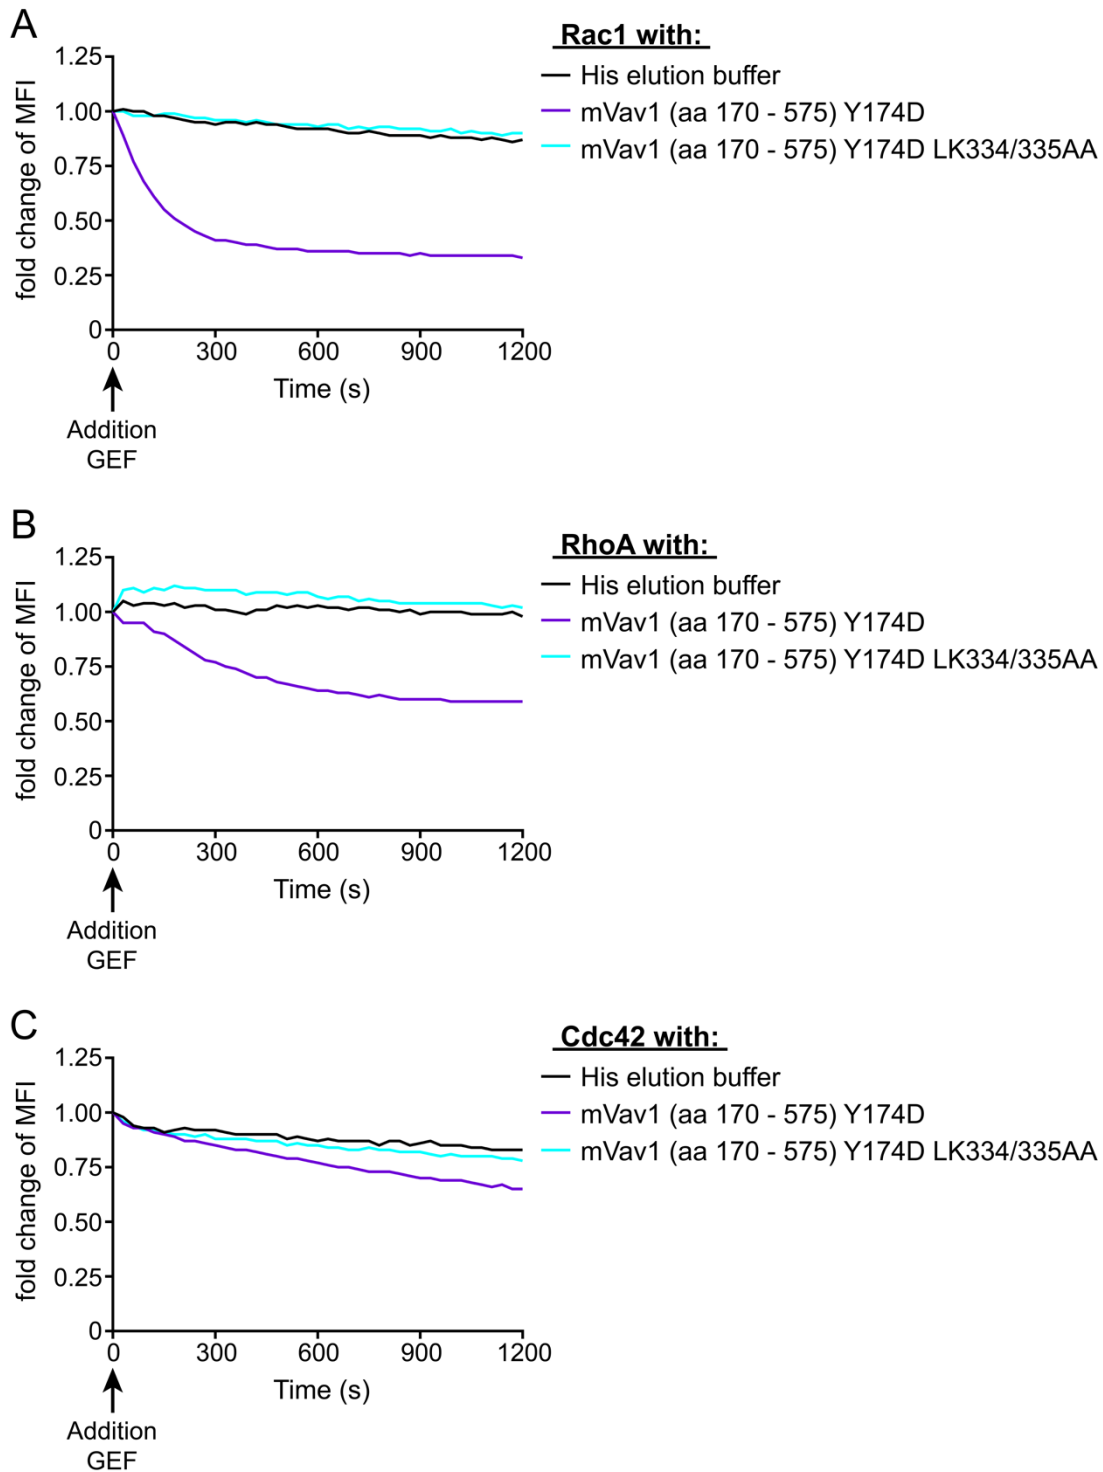 A
Rac1 with:
His elution buffer
mVav1 (aa 170 - 575) Y174D
mVav1 (aa 170 - 575) Y174D LK334/335AA
fold change of MFI
1.25
1.00
0.75
0.50
0.25
0
0 300 600 900 1200
Time (s)
Addition
GEF
B
RhoA with:
His elution buffer
mVav1 (aa 170 - 575) Y174D
mVav1 (aa 170 - 575) Y174D LK334/335AA
fold change of MFI
1.25
1.00
0.75
0.50
0.25
0
0 300 600 900 1200
Time (s)
Addition
GEF
C
Cdc42 with:
His elution buffer
mVav1 (aa 170 - 575) Y174D
mVav1 (aa 170 - 575) Y174D LK334/335AA
fold change of MFI
1.25
1.00
0.75
0.50
0.25
0
0 300 600 900 1200
Time (s)
Addition
GEF